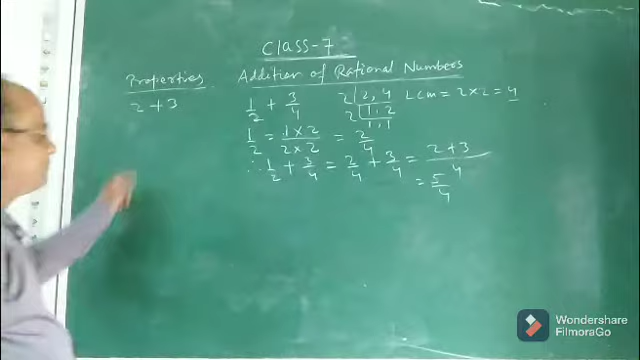 Class-7
Properties
2+3
Addition of Rational Numbers
1/2 + 3/4
2 | 2, 4
2 | 1, 2
1, 1
LCM = 2×2 = 4
1/2 = 1×2/2×2 = 2/4
∴ 1/2 + 3/4 = 2/4 + 3/4 = 2+3/4
= 5/4
Wondershare
FilmoraGo